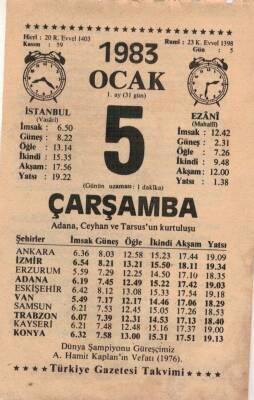 Hicrî : 20 R. Evvel 1403
Kasım : 59
1983
Rumî : 23 K. Evvel 1398
Gün : 5
OCAK
1. ay (31 gün)
İSTANBUL
(Vasatî)
İmsak : 6.50
Güneş : 8.22
Öğle : 13.14
İkindi : 15.35
Akşam : 17.56
Yatsı : 19.22
5
EZANÎ
(Mahallî)
İmsak : 12.42
Güneş : 2.31
Öğle : 7.26
İkindi : 9.48
Akşam : 12.00
Yatsı : 1.38
(Günün uzaması : 1 dakika)
ÇARŞAMBA
Adana, Ceyhan ve Tarsus'un kurtuluşu
Şehirler İmsak Güneş Öğle İkindi Akşam Yatsı
ANKARA 6.36 8.03 12.58 15.23 17.44 19.09
İZMİR 6.54 8.21 13.21 15.50 18.11 19.34
ERZURUM 5.59 7.29 12.25 14.50 17.10 18.35
ADANA 6.19 7.45 12.49 15.22 17.42 19.03
ESKİŞEHİR 6.42 8.12 13.08 15.33 17.54 19.18
VAN 5.49 7.17 12.17 14.46 17.06 18.29
SAMSUN 6.21 7.53 12.45 15.05 17.26 18.53
TRABZON 6.07 7.39 12.31 14.52 17.13 18.40
KAYSERİ 6.21 7.48 12.48 15.16 17.37 19.00
KONYA 6.32 7.58 13.00 15.31 17.51 19.13
Dünya Şampiyonu Güreşçimiz
A. Hamit Kaplan'ın Vefatı (1976).
Türkiye Gazetesi Takvimi